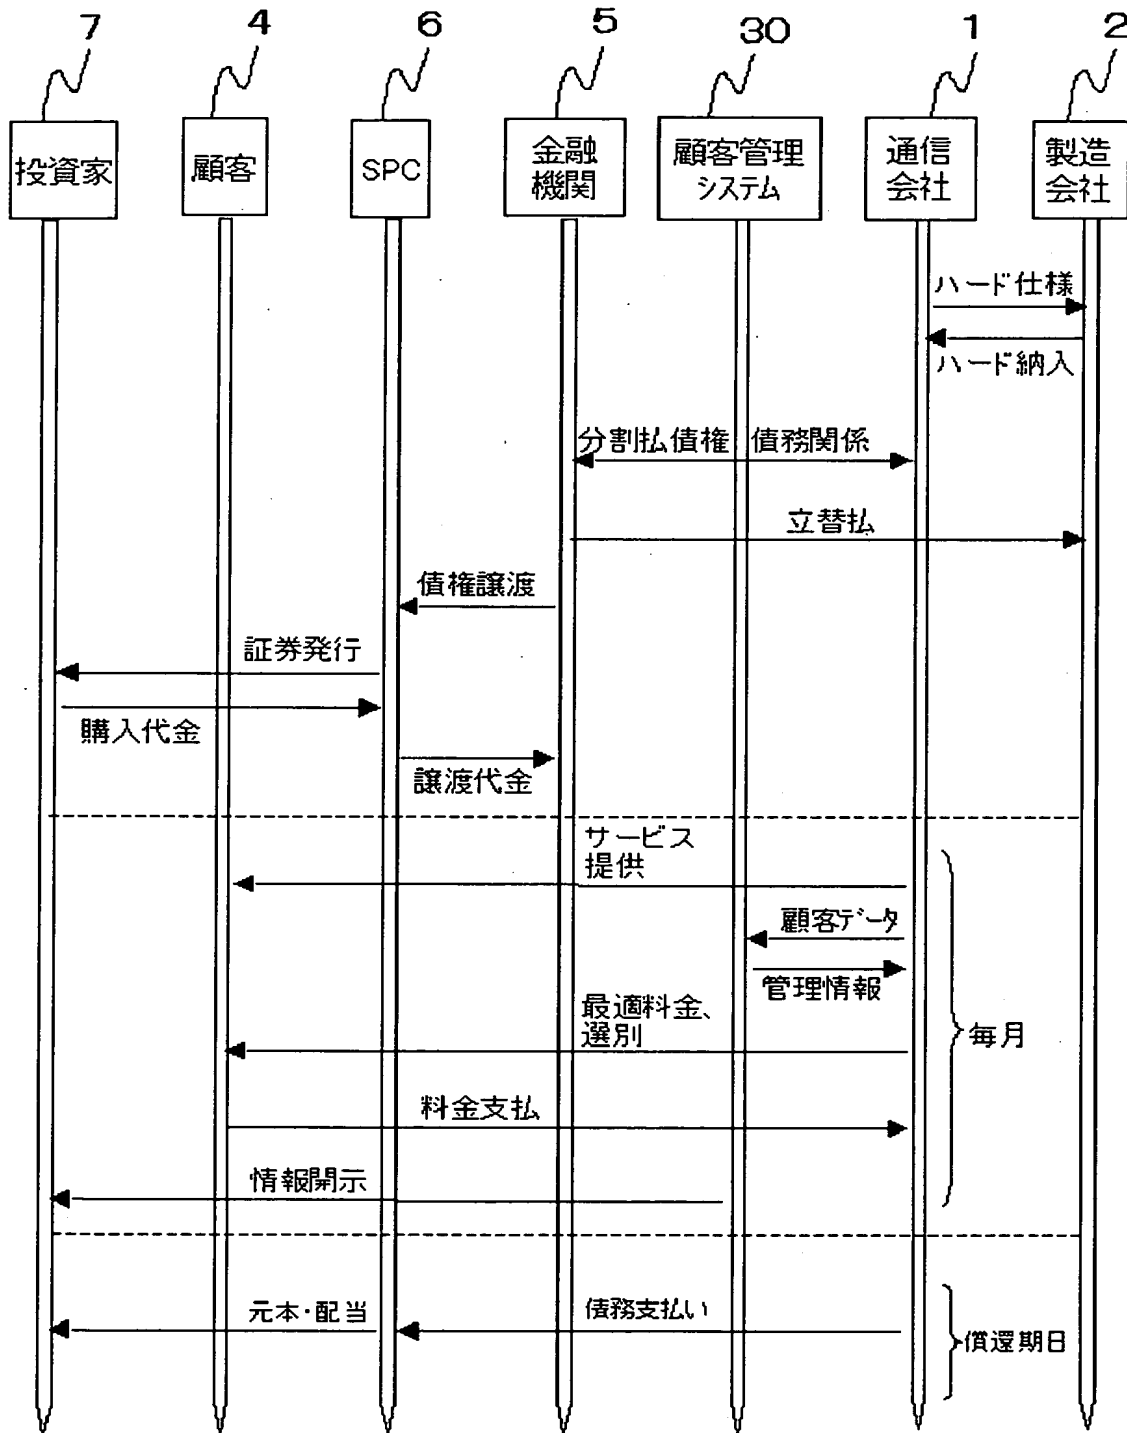 7 4 6 5 30 1 2
投資家
顧客
SPC
金融
機関
顧客管理
システム
通信
会社
製造
会社
ハード仕様
ハード納入
分割払債権 債務関係
立替払
債権譲渡
証券発行
購入代金
譲渡代金
サービス
提供
顧客データ
管理情報
最適料金、
選別
毎月
料金支払
情報開示
元本・配当
債務支払い
償還期日